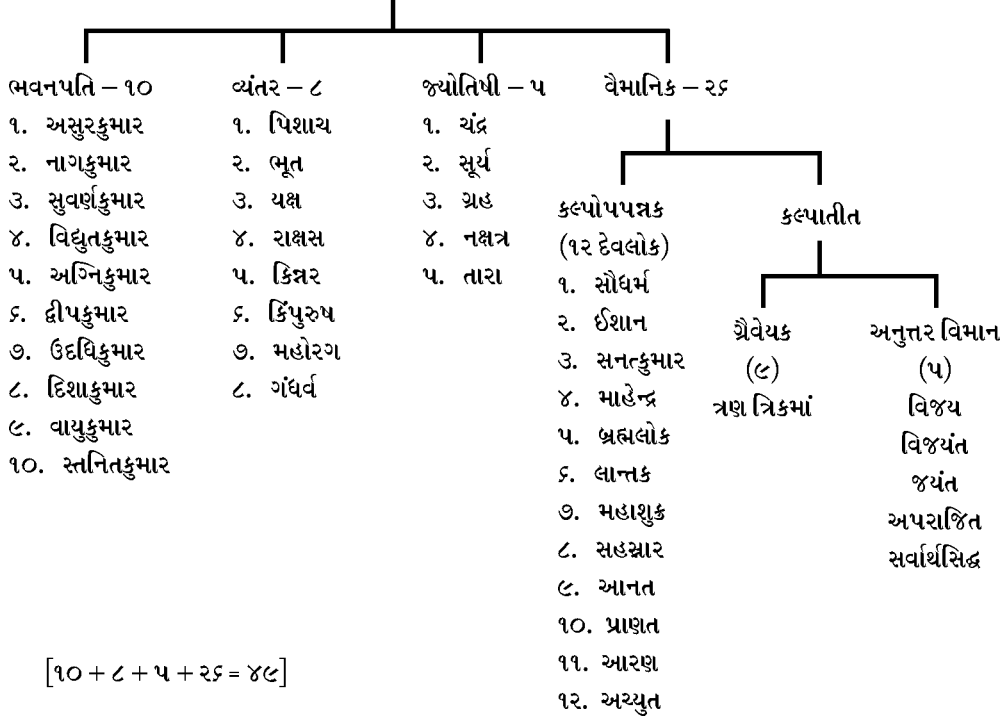 ભવનપતિ – ૧૦
૧. અસુરકુમાર
૨. નાગકુમાર
૩. સુવર્ણકુમાર
૪. વિદ્યુતકુમાર
૫. અગ્નિકુમાર
૬. દ્વીપકુમાર
૭. ઉદધિકુમાર
૮. દિશાકુમાર
૯. વાયુકુમાર
૧૦. સ્તનિતકુમાર
વ્યંતર – ૮
૧. પિશાચ
૨. ભૂત
૩. યક્ષ
૪. રાક્ષસ
૫. કિન્નર
૬. કિંપુરુષ
૭. મહોરગ
૮. ગંધર્વ
જ્યોતિષી – ૫
૧. ચંદ્ર
૨. સૂર્ય
૩. ગ્રહ
૪. નક્ષત્ર
૫. તારા
વૈમાનિક – ૨૬
કલ્પોપપન્નક
(૧૨ દેવલોક)
૧. સૌધર્મ
૨. ઈશાન
૩. સનત્કુમાર
૪. માહેન્દ્ર
૫. બ્રહ્મલોક
૬. લાન્તક
૭. મહાશુક્ર
૮. સહસ્રાર
૯. આનત
૧૦. પ્રાણત
૧૧. આરણ
૧૨. અચ્યુત
કલ્પાતીત
ગ્રૈવેયક
(૯)
ત્રણ ત્રિકમાં
અનુત્તર વિમાન
(૫)
વિજય
વિજયંત
જયંત
અપરાજિત
સર્વાર્થસિદ્ધ
[૧૦ + ૮ + ૫ + ૨૬ = ૪૯]